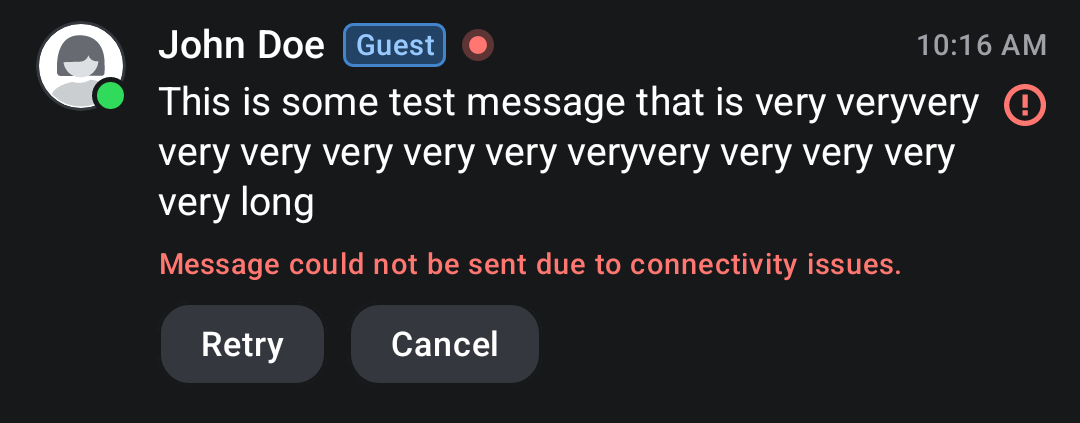 John Doe Guest 10:16 AM
This is some test message that is very veryvery
very very very very very veryvery very very very
very long
Message could not be sent due to connectivity issues.
Retry Cancel